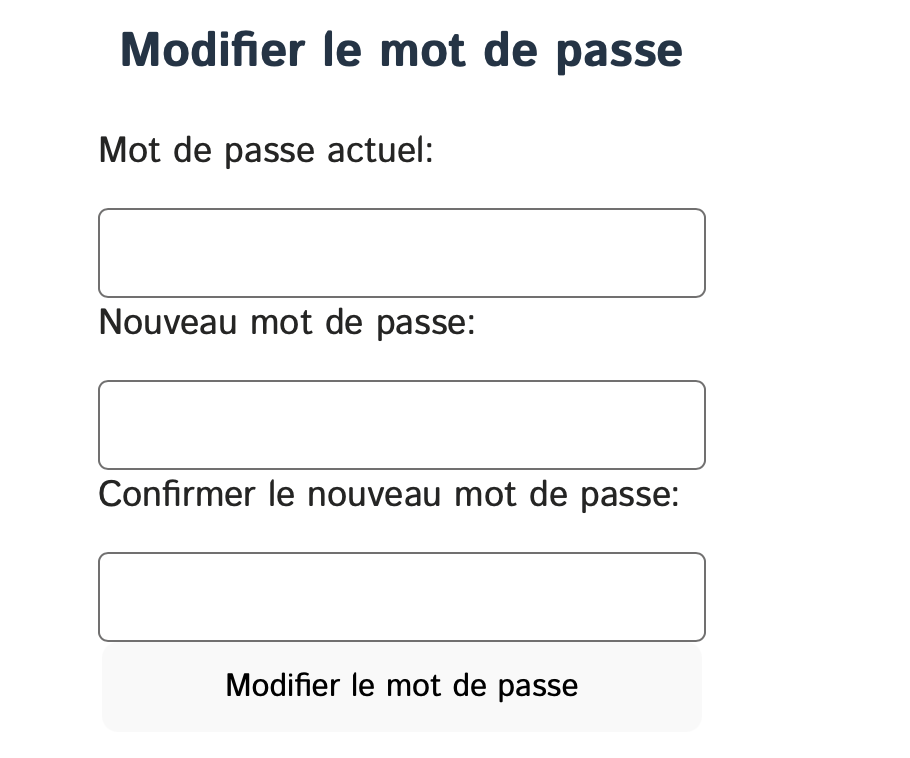 Modifier le mot de passe
Mot de passe actuel:
Nouveau mot de passe:
Confirmer le nouveau mot de passe:
Modifier le mot de passe